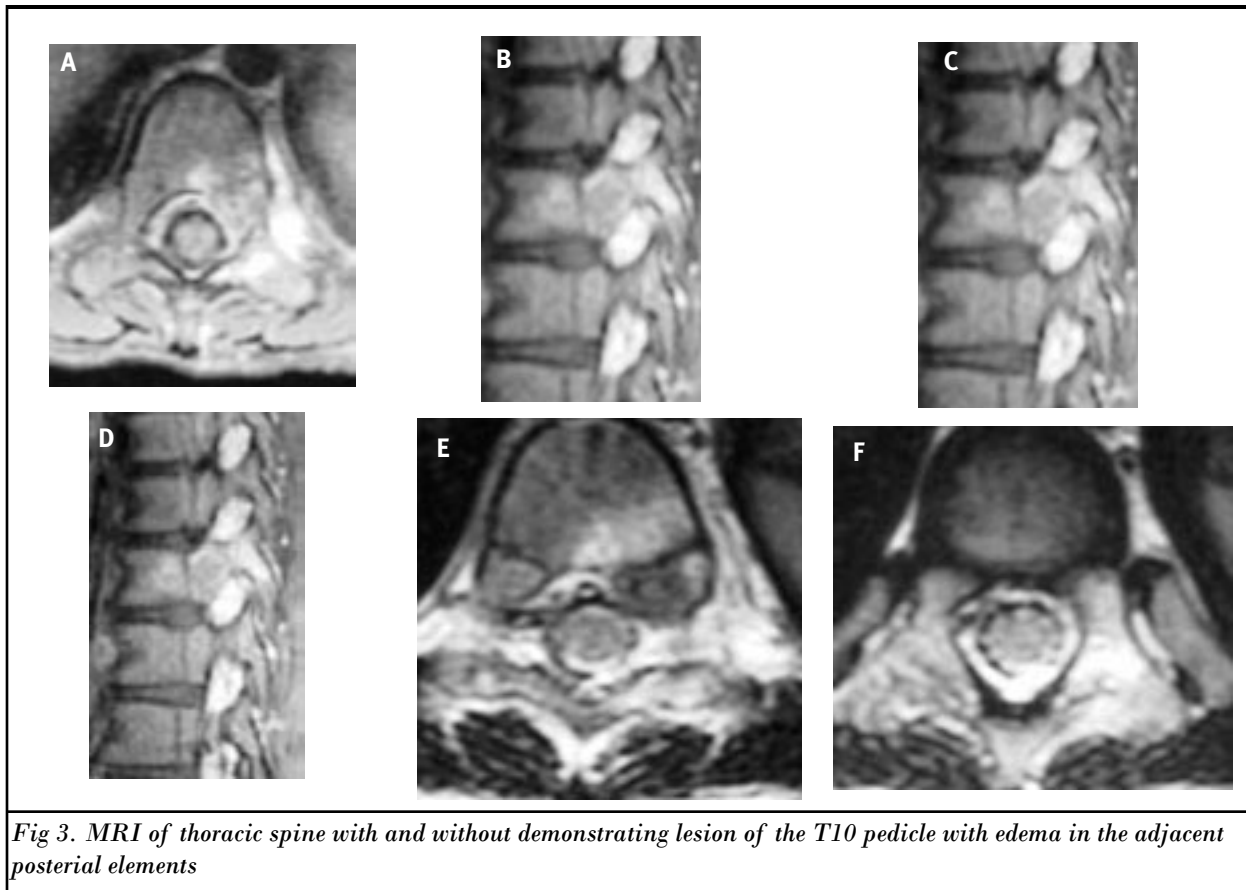 A
B
C
D
E
F
Fig 3. MRI of thoracic spine with and without demonstrating lesion of the T10 pedicle with edema in the adjacent
posterial elements